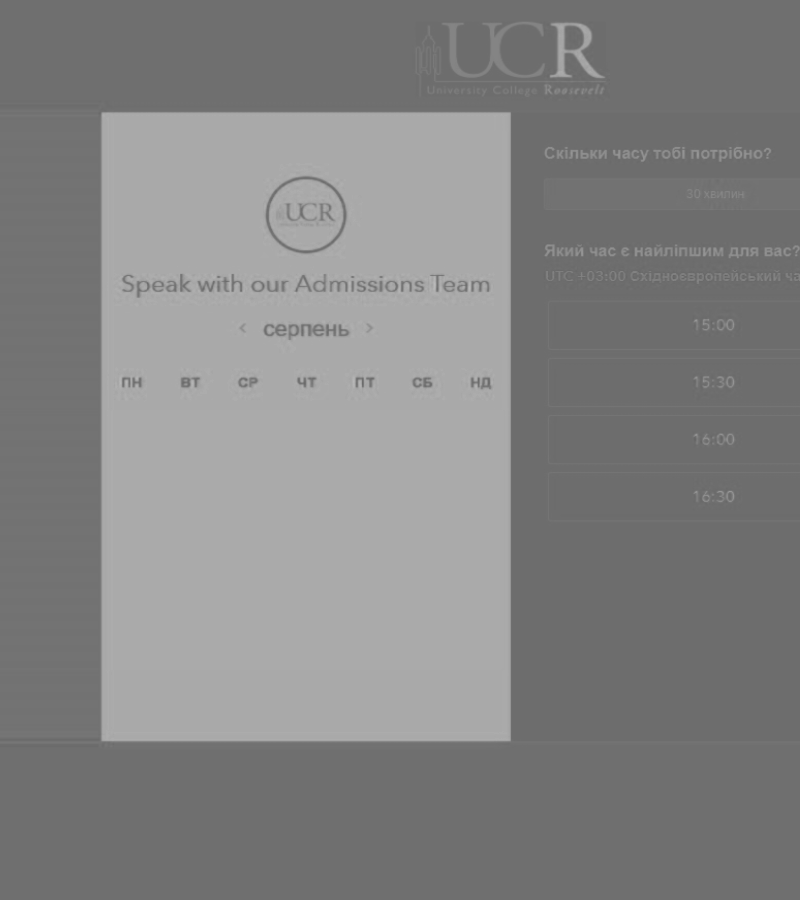 UCR
University College Roosevelt
UCR
Speak with our Admissions Team
< серпень >
ПН ВТ СР ЧТ ПТ СБ НД
Скільки часу тобі потрібно?
30 хвилин
Який час є найліпшим для вас?
UTC +03:00 Східноєвропейський ча
15:00
15:30
16:00
16:30